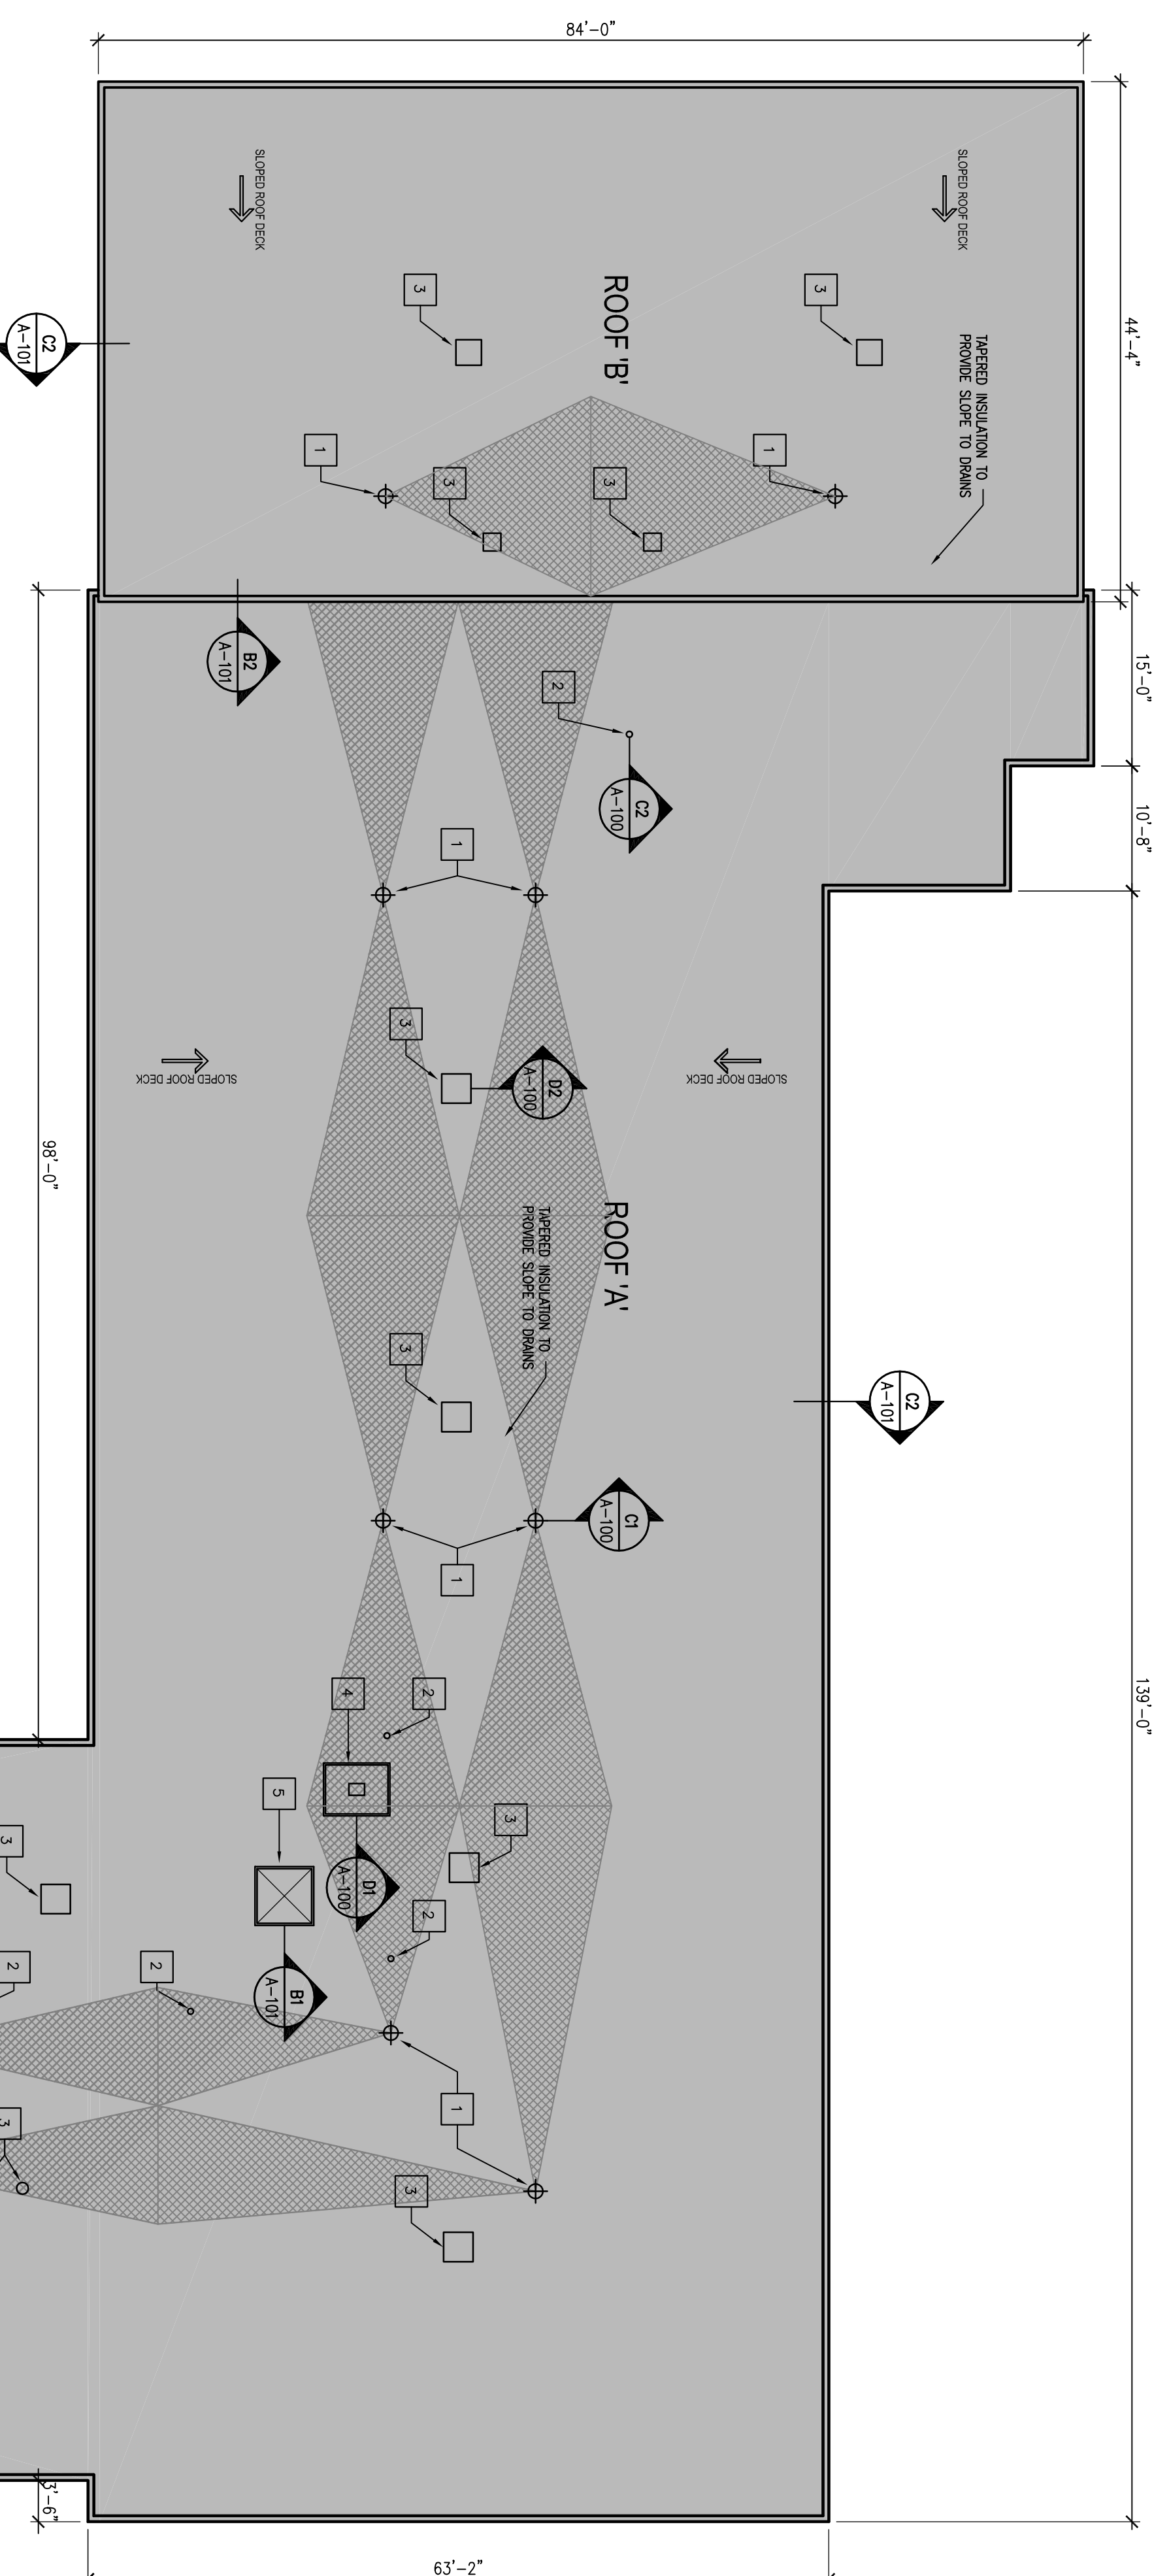 84'-0"
44'-4"
SLOPED ROOF DECK
SLOPED ROOF DECK
3
3
ROOF 'B'
TAPERED INSULATION TO
PROVIDE SLOPE TO DRAINS
C2
A-101
1
1
3
3
15'-0"
B2
A-101
2
C2
A-100
10'-8"
1
3
D2
A-100
SLOPED ROOF DECK
SLOPED ROOF DECK
98'-0"
ROOF 'A'
TAPERED INSULATION TO
PROVIDE SLOPE TO DRAINS
3
C2
A-101
C1
A-100
1
139'-0"
4
2
5
3
3
D1
A-100
2
2
2
B1
A-101
1
3
3
3'-6"
63'-2"